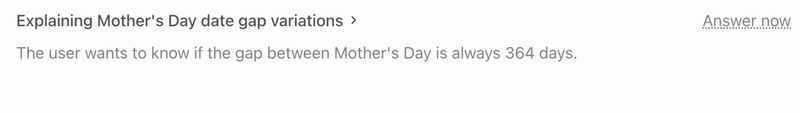 Explaining Mother's Day date gap variations >
Answer now
The user wants to know if the gap between Mother's Day is always 364 days.